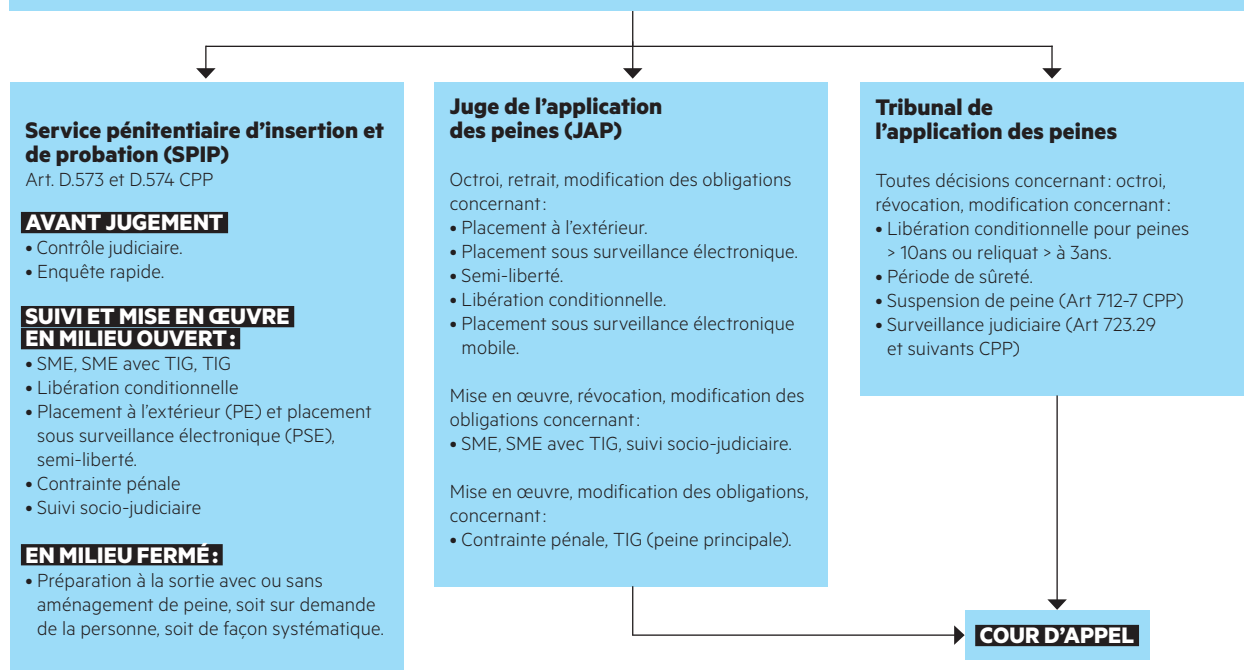 Service pénitentiaire d'insertion et
de probation (SPIP)
Art. D.573 et D.574 CPP
AVANT JUGEMENT
• Contrôle judiciaire.
• Enquête rapide.
SUIVI ET MISE EN ŒUVRE
EN MILIEU OUVERT :
• SME, SME avec TIG, TIG
• Libération conditionnelle
• Placement à l'extérieur (PE) et placement
sous surveillance électronique (PSE),
semi-liberté.
• Contrainte pénale
• Suivi socio-judiciaire
EN MILIEU FERMÉ :
• Préparation à la sortie avec ou sans
aménagement de peine, soit sur demande
de la personne, soit de façon systématique.
Juge de l'application
des peines (JAP)
Octroi, retrait, modification des obligations
concernant :
• Placement à l'extérieur.
• Placement sous surveillance électronique.
• Semi-liberté.
• Libération conditionnelle.
• Placement sous surveillance électronique
mobile.
Mise en œuvre, révocation, modification des
obligations concernant :
• SME, SME avec TIG, suivi socio-judiciaire.
Mise en œuvre, modification des obligations,
concernant :
• Contrainte pénale, TIG (peine principale).
Tribunal de
l'application des peines
Toutes décisions concernant : octroi,
révocation, modification concernant :
• Libération conditionnelle pour peines
> 10ans ou reliquat > à 3ans.
• Période de sûreté.
• Suspension de peine (Art 712-7 CPP)
• Surveillance judiciaire (Art 723.29
et suivants CPP)
COUR D'APPEL